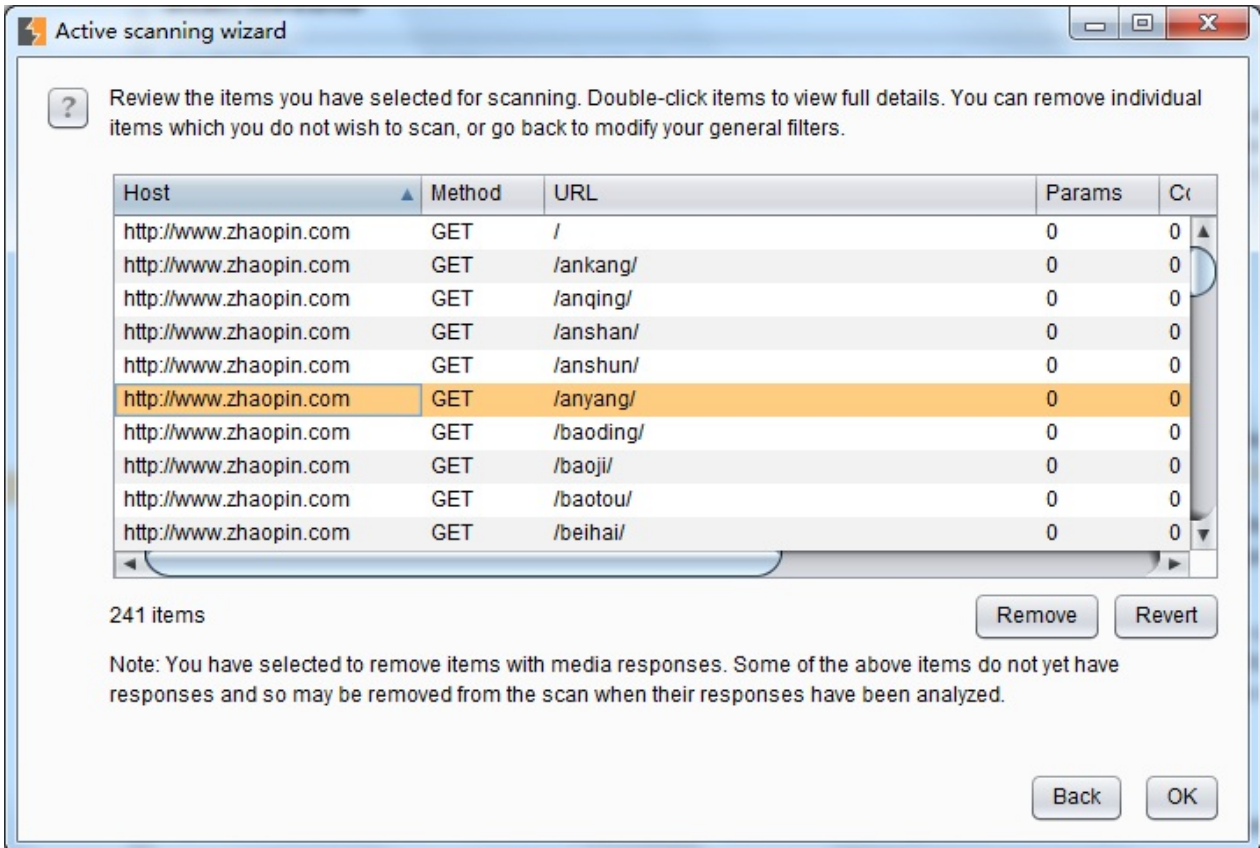 Active scanning wizard
?
Review the items you have selected for scanning. Double-click items to view full details. You can remove individual
items which you do not wish to scan, or go back to modify your general filters.
Host Method URL Params Co
http://www.zhaopin.com GET / 0 0
http://www.zhaopin.com GET /ankang/ 0 0
http://www.zhaopin.com GET /anqing/ 0 0
http://www.zhaopin.com GET /anshan/ 0 0
http://www.zhaopin.com GET /anshun/ 0 0
http://www.zhaopin.com GET /anyang/ 0 0
http://www.zhaopin.com GET /baoding/ 0 0
http://www.zhaopin.com GET /baoji/ 0 0
http://www.zhaopin.com GET /baotou/ 0 0
http://www.zhaopin.com GET /beihai/ 0 0
241 items Remove Revert
Note: You have selected to remove items with media responses. Some of the above items do not yet have
responses and so may be removed from the scan when their responses have been analyzed.
Back OK